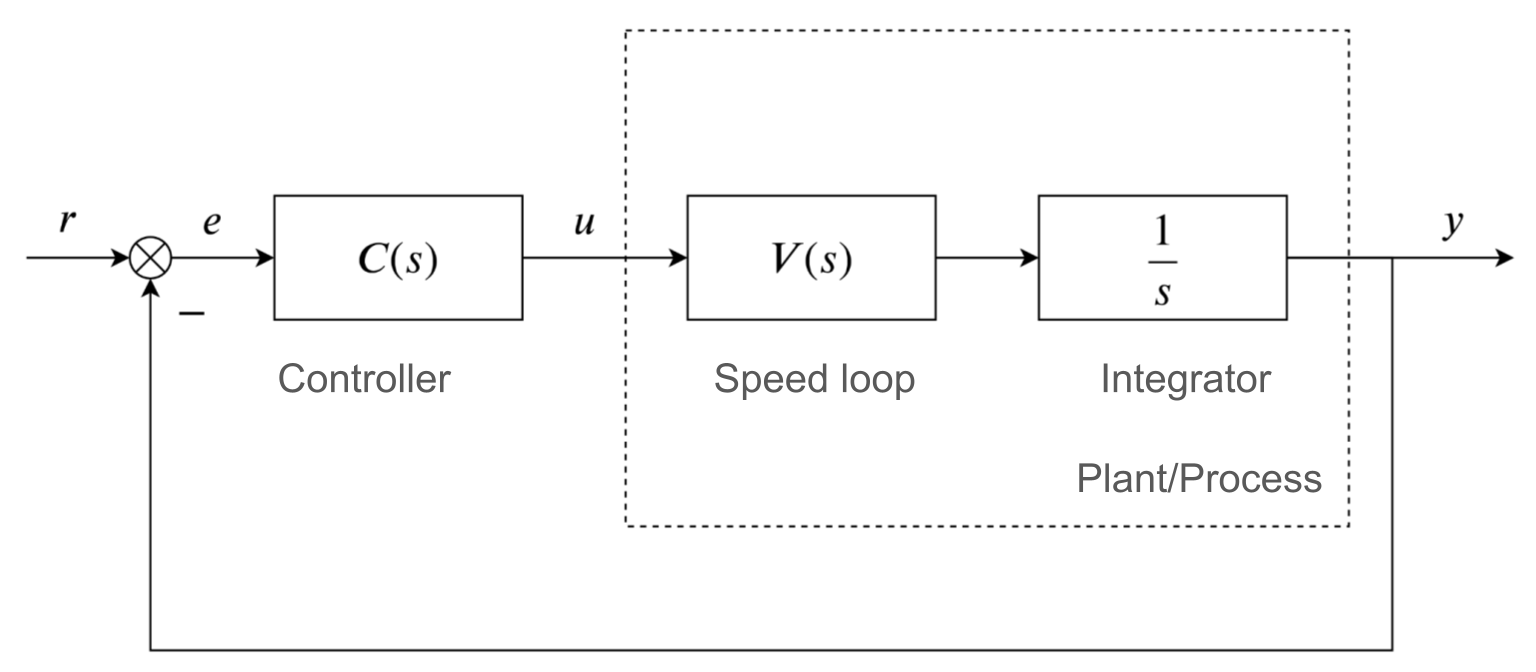 r
e
C(s)
u
V(s)
1
s
y
−
Controller
Speed loop
Integrator
Plant/Process